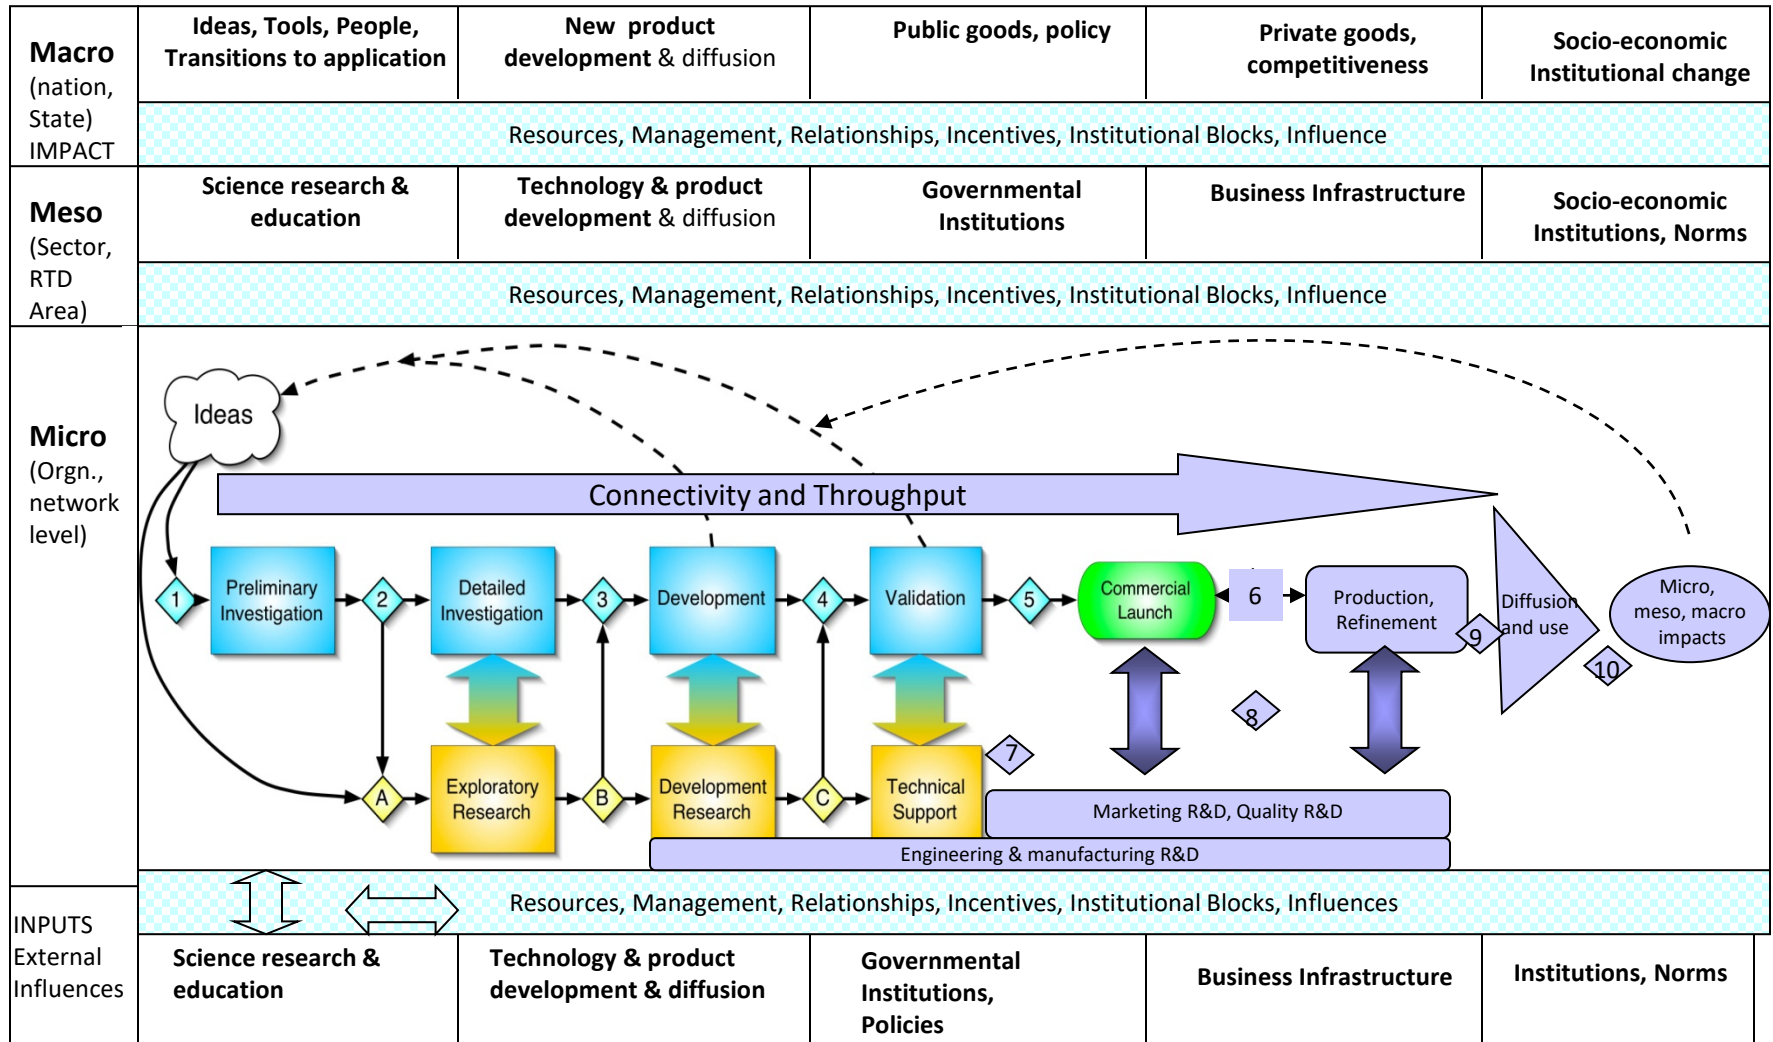 Macro
(nation,
State)
IMPACT
Ideas, Tools, People,
Transitions to application
New product
development & diffusion
Public goods, policy
Private goods,
competitiveness
Socio-economic
Institutional change
Resources, Management, Relationships, Incentives, Institutional Blocks, Influence
Meso
(Sector,
RTD
Area)
Science research &
education
Technology & product
development & diffusion
Governmental
Institutions
Business Infrastructure
Socio-economic
Institutions, Norms
Resources, Management, Relationships, Incentives, Institutional Blocks, Influence
Micro
(Orgn.,
network
level)
Ideas
Connectivity and Throughput
1
Preliminary
Investigation
2
Detailed
Investigation
3
Development
4
Validation
5
Commercial
Launch
6
Production,
Refinement
9
Diffusion
and use
10
Micro,
meso, macro
impacts
8
7
A
Exploratory
Research
B
Development
Research
C
Technical
Support
Marketing R&D, Quality R&D
Engineering & manufacturing R&D
Resources, Management, Relationships, Incentives, Institutional Blocks, Influences
INPUTS
External
Influences
Science research &
education
Technology & product
development & diffusion
Governmental
Institutions,
Policies
Business Infrastructure
Institutions, Norms